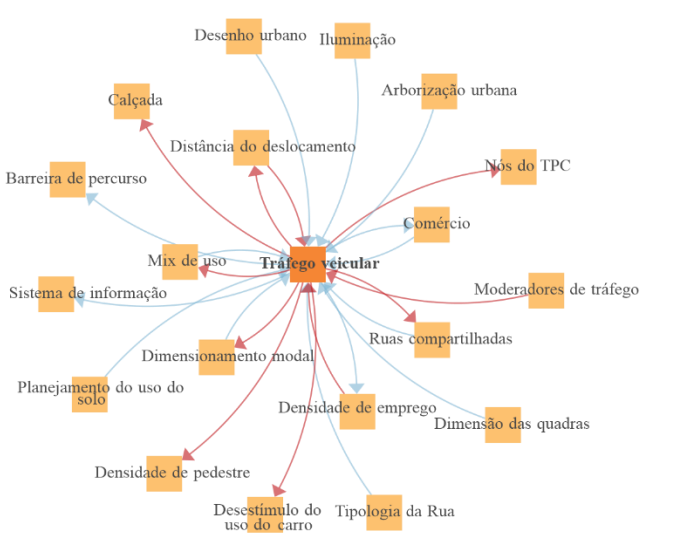 Desenho urbano
Iluminação
Arborização urbana
Calçada
Distância do deslocamento
Nós do TPC
Barreira de percurso
Comércio
Mix de uso
Tráfego veicular
Sistema de informação
Moderadores de tráfego
Ruas compartilhadas
Dimensionamento modal
Planejamento do uso do
solo
Densidade de emprego
Dimensão das quadras
Densidade de pedestre
Desestímulo do
uso do carro
Tipologia da Rua